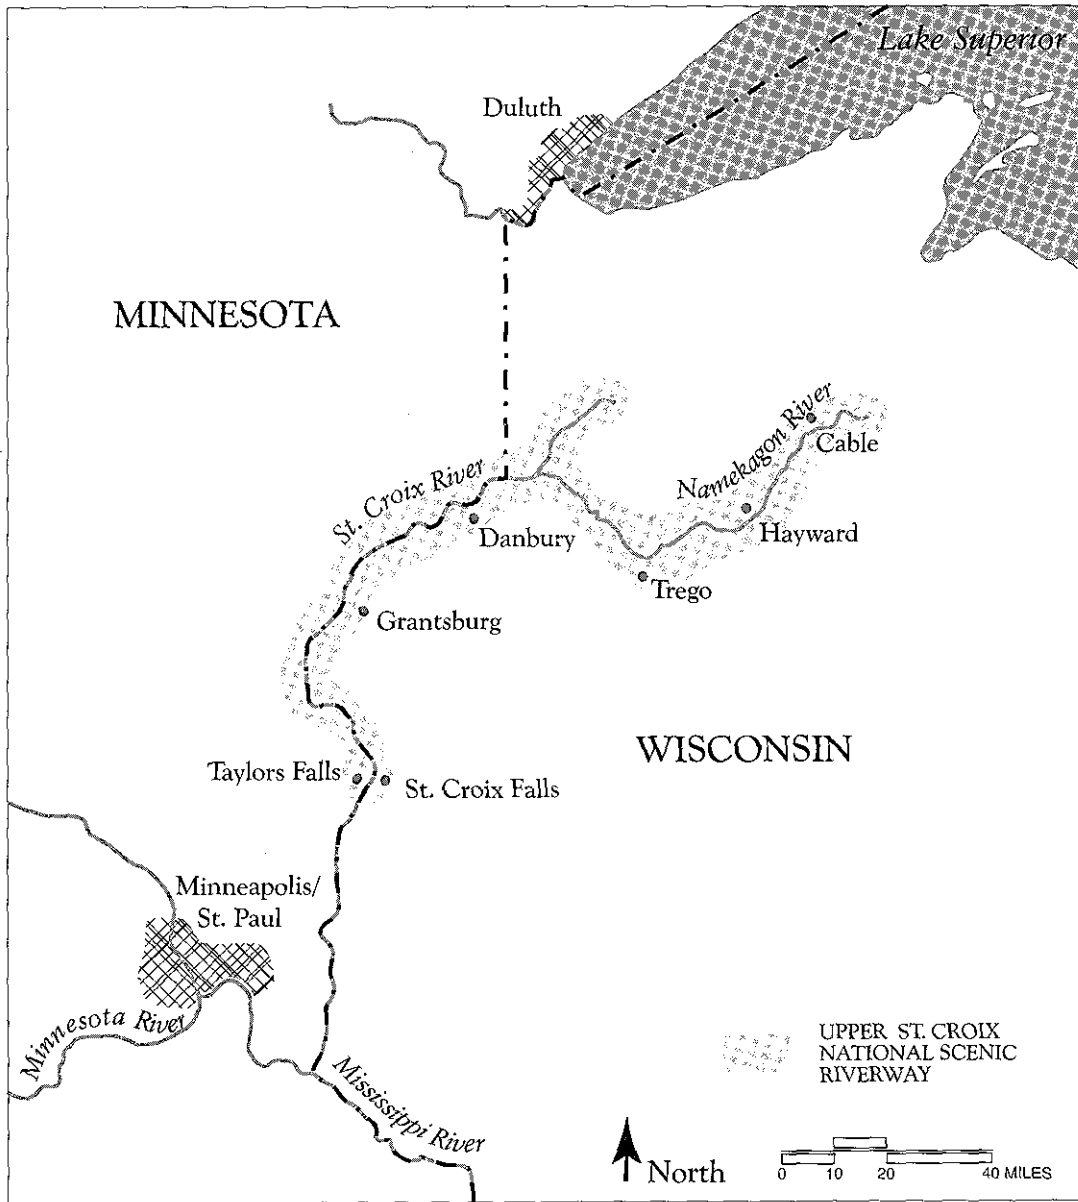 Lake Superior
Duluth
MINNESOTA
Namekagon River
Cable
St. Croix River
Hayward
Danbury
Trego
Grantsburg
WISCONSIN
Taylors Falls
St. Croix Falls
Minneapolis/
St. Paul
Minnesota River
UPPER ST. CROIX
NATIONAL SCENIC
RIVERWAY
Mississippi River
North
0 10 20 40 MILES